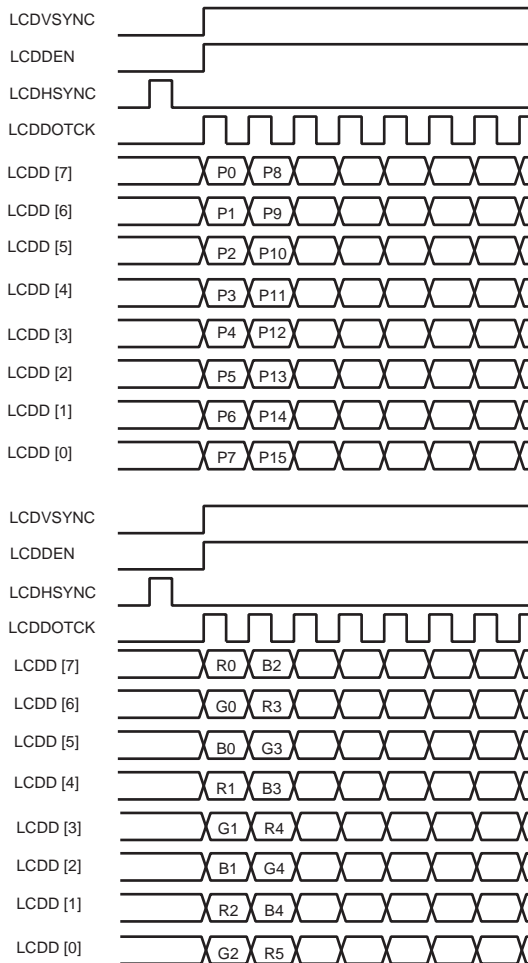 LCDVSYNC
LCDDEN
LCDHSYNC
LCDDOTCK
LCDD [7] P0 P8
LCDD [6] P1 P9
LCDD [5] P2 P10
LCDD [4] P3 P11
LCDD [3] P4 P12
LCDD [2] P5 P13
LCDD [1] P6 P14
LCDD [0] P7 P15
LCDVSYNC
LCDDEN
LCDHSYNC
LCDDOTCK
LCDD [7] R0 B2
LCDD [6] G0 R3
LCDD [5] B0 G3
LCDD [4] R1 B3
LCDD [3] G1 R4
LCDD [2] B1 G4
LCDD [1] R2 B4
LCDD [0] G2 R5